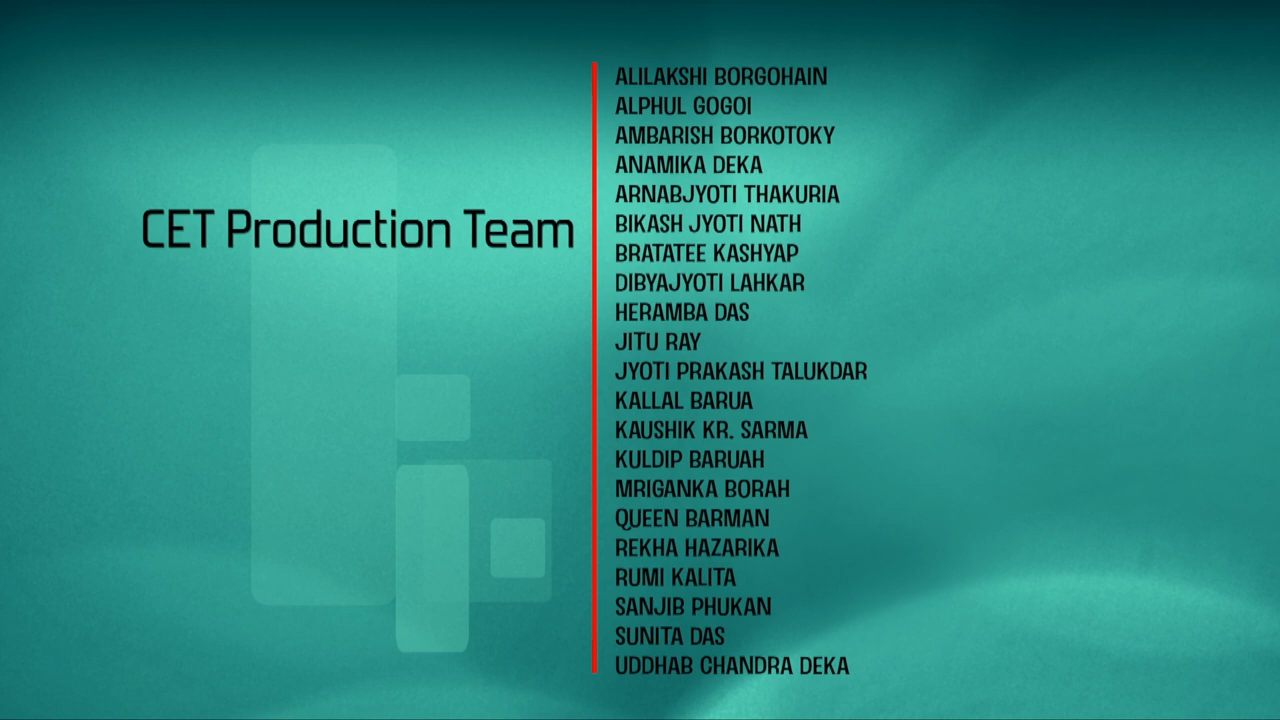 CET Production Team
ALILAKSHI BORGOHAIN
ALPHUL GOGOI
AMBARISH BORKOTOKY
ANAMIKA DEKA
ARNABJYOTI THAKURIA
BIKASH JYOTI NATH
BRATATEE KASHYAP
DIBYAJYOTI LAHKAR
HERAMBA DAS
JITU RAY
JYOTI PRAKASH TALUKDAR
KALLAL BARUA
KAUSHIK KR. SARMA
KULDIP BARUAH
MRIGANKA BORAH
QUEEN BARMAN
REKHA HAZARIKA
RUMI KALITA
SANJIB PHUKAN
SUNITA DAS
UDDHAB CHANDRA DEKA